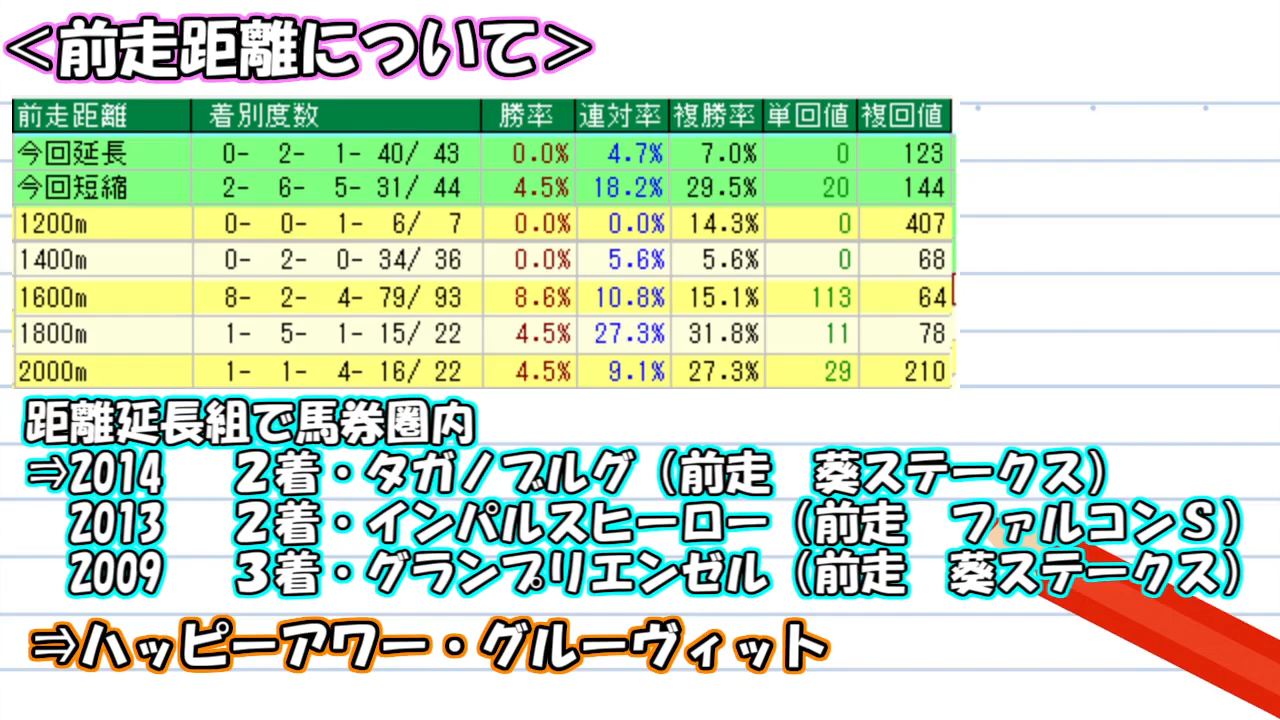 ＜前走距離について＞
前走距離 着別度数 勝率 連対率 複勝率 単回値 複回値
今回延長 0- 2- 1- 40/ 43 0.0% 4.7% 7.0% 0 123
今回短縮 2- 6- 5- 31/ 44 4.5% 18.2% 29.5% 20 144
1200m 0- 0- 1- 6/ 7 0.0% 0.0% 14.3% 0 407
1400m 0- 2- 0- 34/ 36 0.0% 5.6% 5.6% 0 68
1600m 8- 2- 4- 79/ 93 8.6% 10.8% 15.1% 113 64
1800m 1- 5- 1- 15/ 22 4.5% 27.3% 31.8% 11 78
2000m 1- 1- 4- 16/ 22 4.5% 9.1% 27.3% 29 210
距離延長組で馬券圏内
⇒2014 ２着・タガノブルグ（前走 葵ステークス）
2013 ２着・インパルスヒーロー（前走 ファルコンＳ）
2009 ３着・グランプリエンゼル（前走 葵ステークス）
⇒ハッピーアワー・グルーヴィット